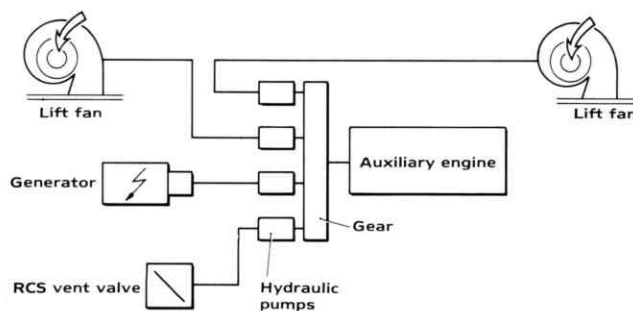 Lift fan
Lift fan
Auxiliary engine
Generator
Gear
RCS vent valve
Hydraulic
pumps